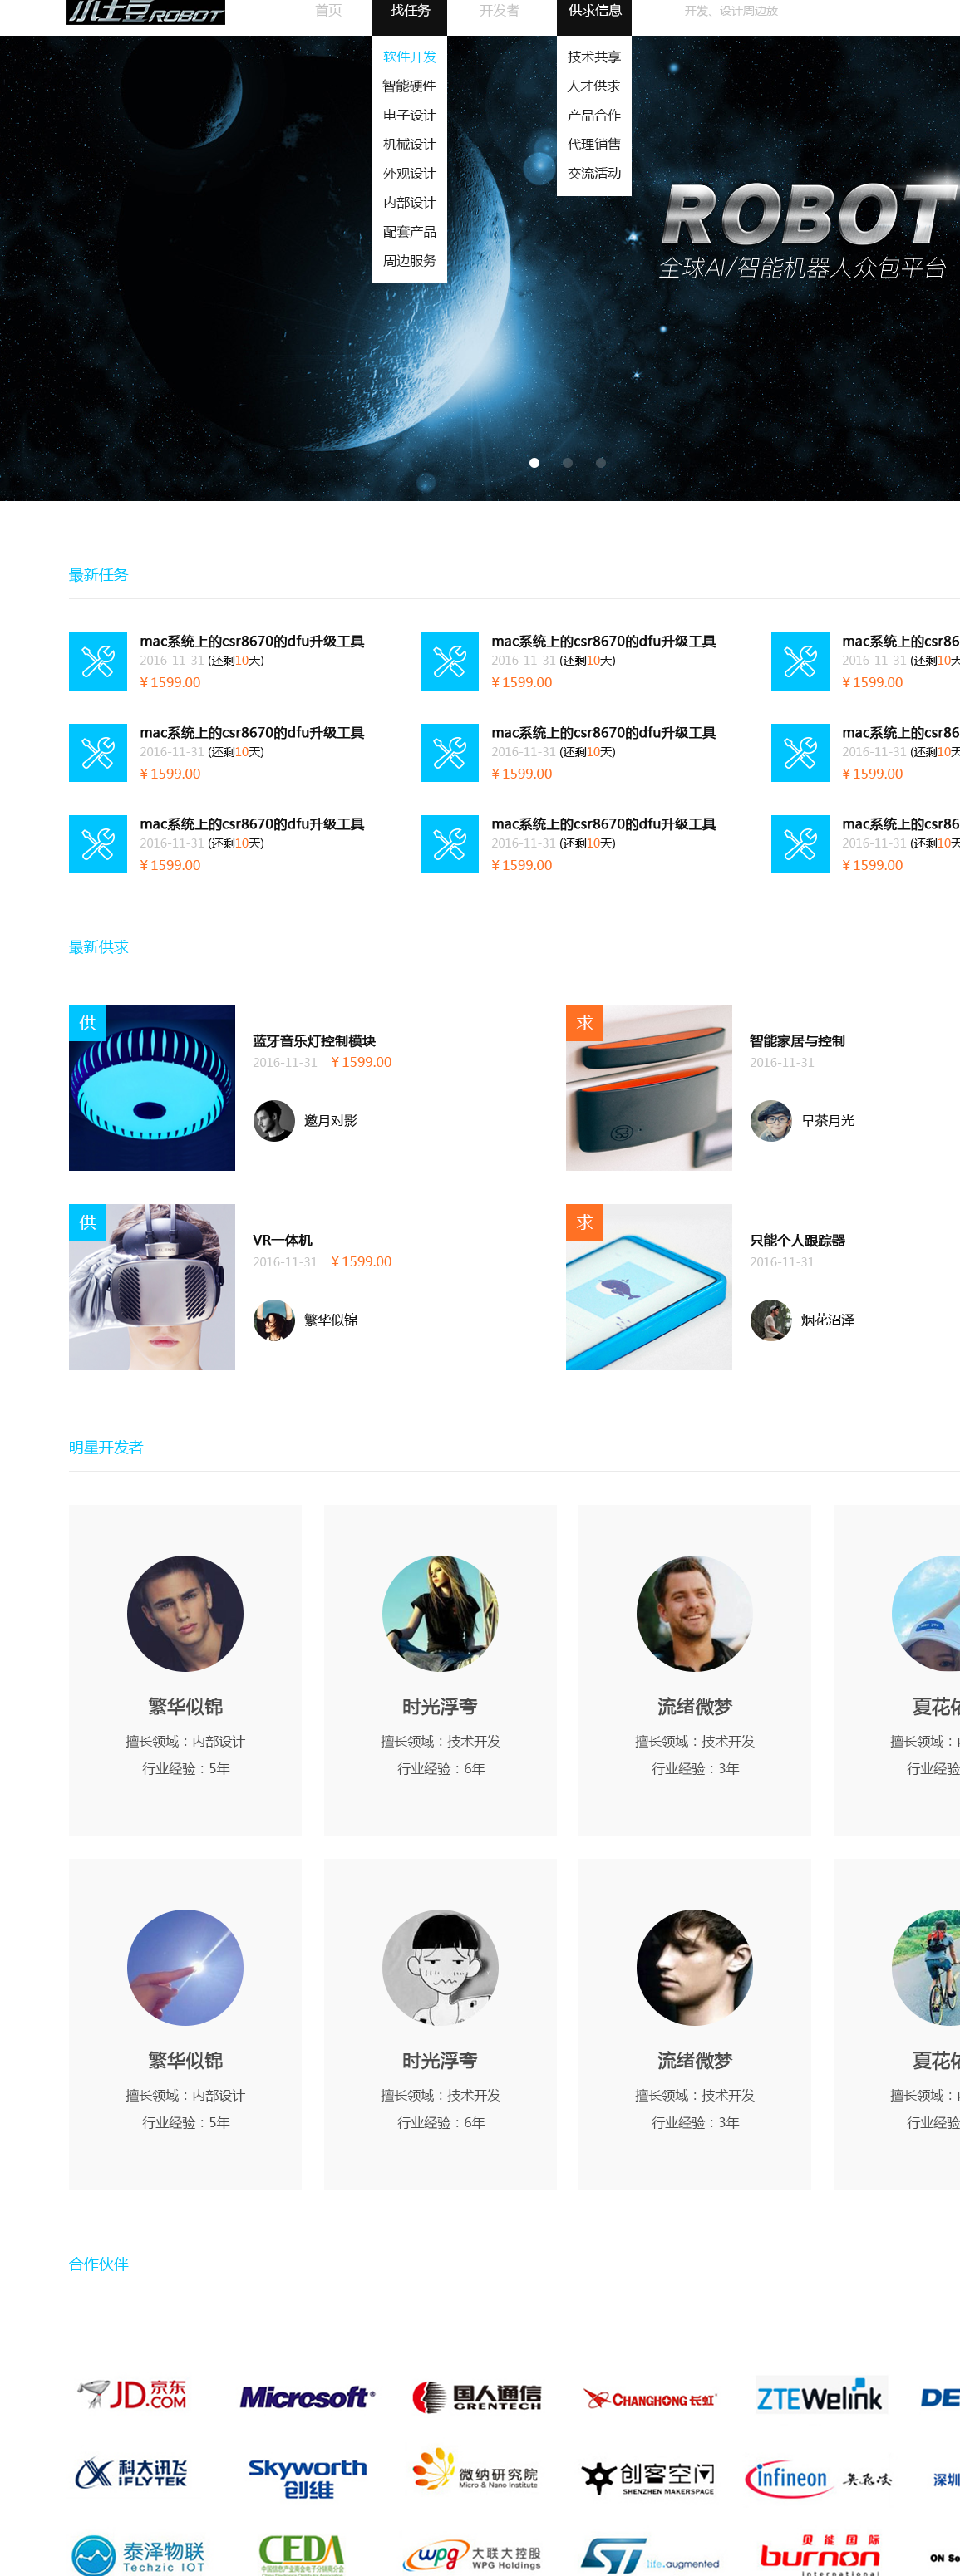 小土豆ROBOT
首页
找任务
开发者
供求信息
开发、设计周边放
软件开发
智能硬件
电子设计
机械设计
外观设计
内部设计
配套产品
周边服务
技术共享
人才供求
产品合作
代理销售
交流活动
ROBOT
全球AI/智能机器人众包平台
最新任务
mac系统上的csr8670的dfu升级工具
2016-11-31 (还剩10天)
¥ 1599.00
mac系统上的csr8670的dfu升级工具
2016-11-31 (还剩10天)
¥ 1599.00
mac系统上的csr86
2016-11-31 (还剩10天
¥ 1599.00
mac系统上的csr8670的dfu升级工具
2016-11-31 (还剩10天)
¥ 1599.00
mac系统上的csr8670的dfu升级工具
2016-11-31 (还剩10天)
¥ 1599.00
mac系统上的csr86
2016-11-31 (还剩10天
¥ 1599.00
mac系统上的csr8670的dfu升级工具
2016-11-31 (还剩10天)
¥ 1599.00
mac系统上的csr8670的dfu升级工具
2016-11-31 (还剩10天)
¥ 1599.00
mac系统上的csr86
2016-11-31 (还剩10天
¥ 1599.00
最新供求
供
蓝牙音乐灯控制模块
2016-11-31 ¥ 1599.00
邀月对影
求
智能家居与控制
2016-11-31
早茶月光
供
VR一体机
2016-11-31 ¥ 1599.00
繁华似锦
求
只能个人跟踪器
2016-11-31
烟花沼泽
明星开发者
繁华似锦
擅长领域：内部设计
行业经验：5年
时光浮夸
擅长领域：技术开发
行业经验：6年
流绪微梦
擅长领域：技术开发
行业经验：3年
夏花依
擅长领域：
行业经验
繁华似锦
擅长领域：内部设计
行业经验：5年
时光浮夸
擅长领域：技术开发
行业经验：6年
流绪微梦
擅长领域：技术开发
行业经验：3年
夏花依
擅长领域：
行业经验
合作伙伴
JD京东.COM
Microsoft
国人通信
GRENTECH
CHANGHONG 长虹
ZTEWelink
DE
科大讯飞
iFLYTEK
Skyworth
创维
微纳研究院
Micro & Nano Institute
创客空间
SHENZHEN MAKERSPACE
infineon 英飞凌
深圳
泰泽物联
Techzic IOT
CEDA
中国信息产业商会电子分销商分会
wpg 大联大控股
WPG Holdings
ST life.augmented
贝能国际
burnon
International
ON Se